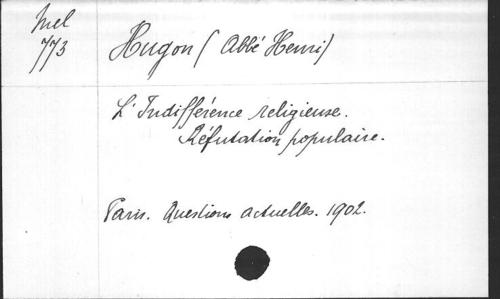 Mel
773
Hugon (Abbé Henri)
L'Indifférence religieuse.
Réfutation populaire.
Paris. Questions actuelles. 1902.